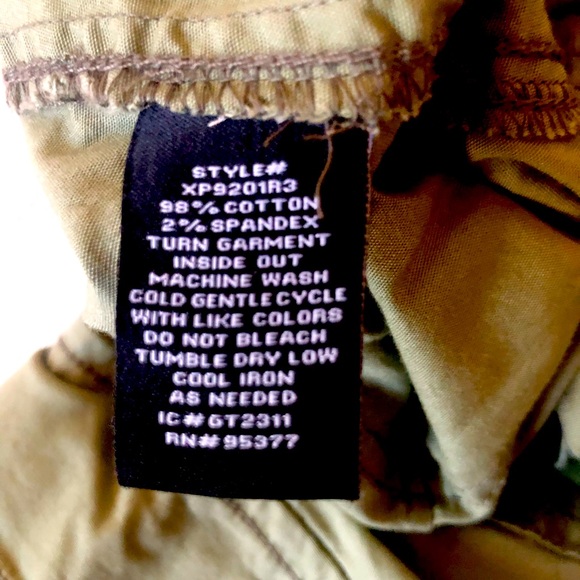 STYLE#
XP9201R3
98% COTTON
2% SPANDEX
TURN GARMENT
INSIDE OUT
MACHINE WASH
COLD GENTLE CYCLE
WITH LIKE COLORS
DO NOT BLEACH
TUMBLE DRY LOW
COOL IRON
AS NEEDED
IC# GT2311
RN# 95377